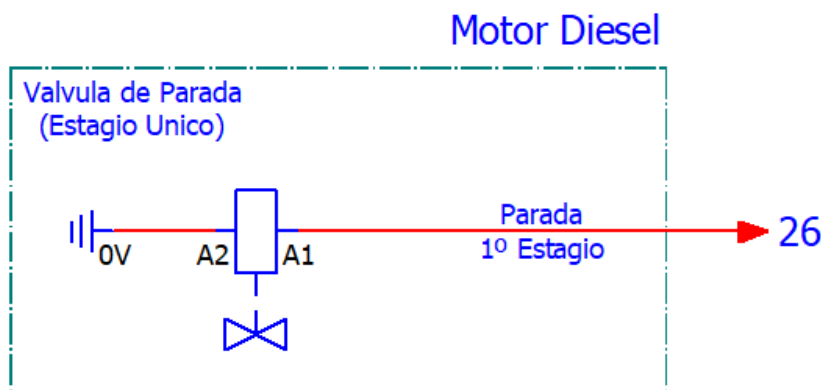 Motor Diesel
Valvula de Parada
(Estagio Unico)
Parada
1º Estagio
26
0V
A2
A1